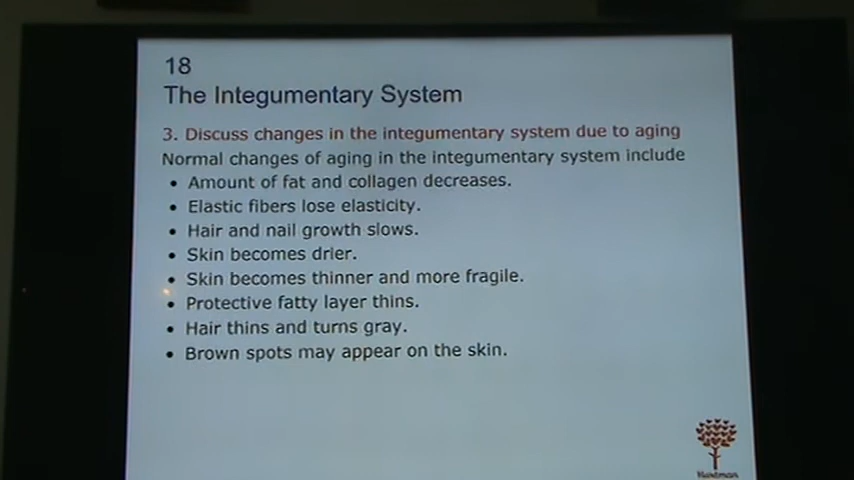 18
The Integumentary System
3. Discuss changes in the integumentary system due to aging
Normal changes of aging in the integumentary system include
• Amount of fat and collagen decreases.
• Elastic fibers lose elasticity.
• Hair and nail growth slows.
• Skin becomes drier.
• Skin becomes thinner and more fragile.
• Protective fatty layer thins.
• Hair thins and turns gray.
• Brown spots may appear on the skin.
Hartman